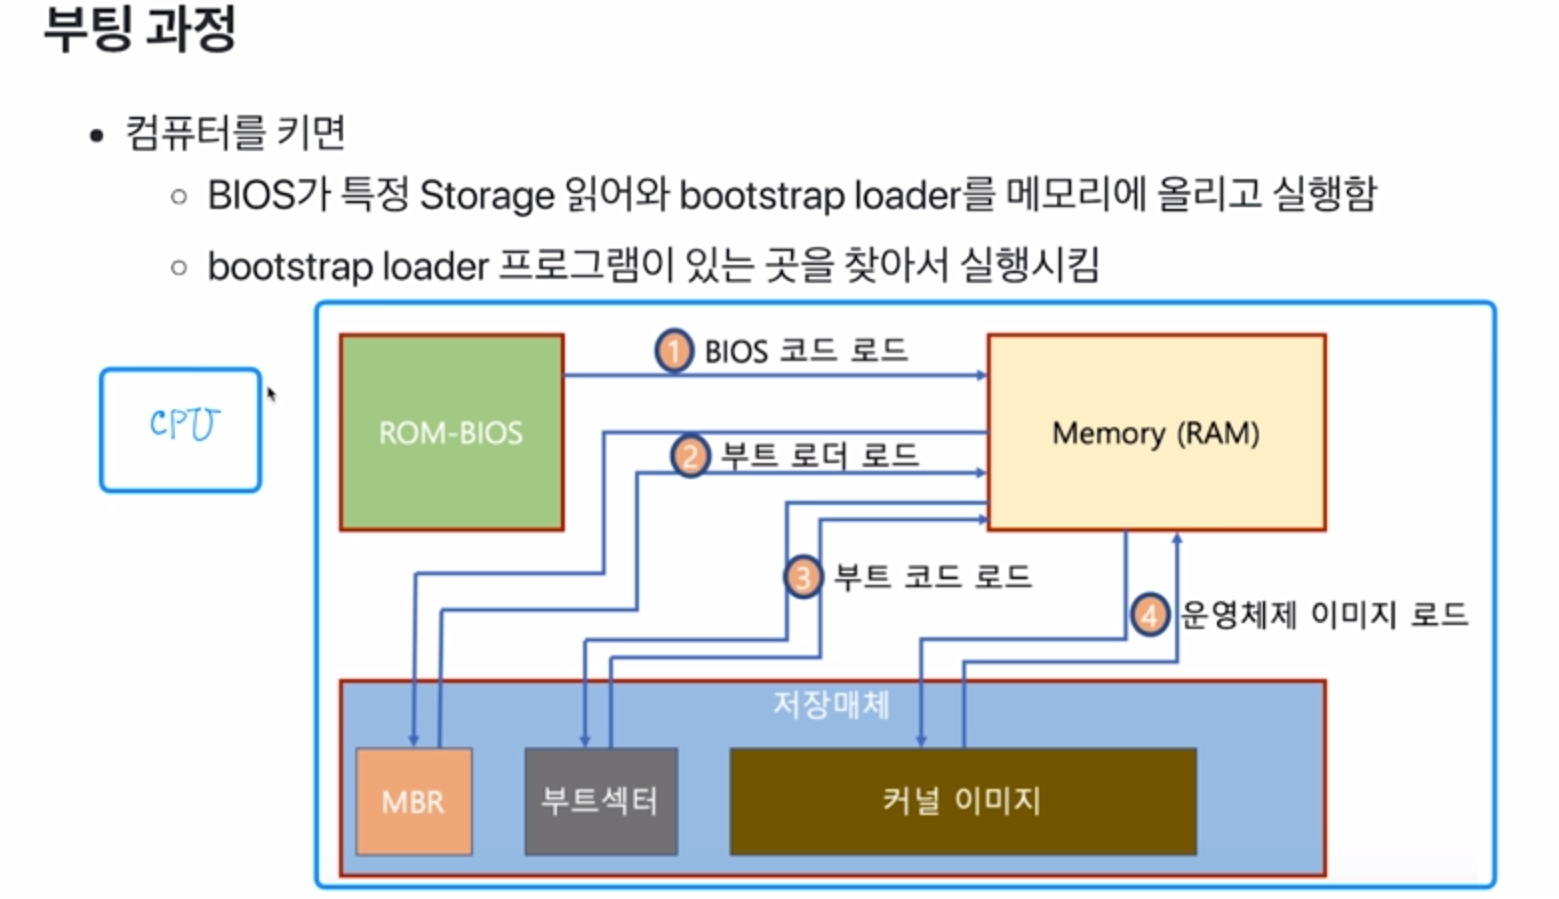 부팅 과정
• 컴퓨터를 키면
○ BIOS가 특정 Storage 읽어와 bootstrap loader를 메모리에 올리고 실행함
○ bootstrap loader 프로그램이 있는 곳을 찾아서 실행시킴
CPU
ROM-BIOS
1 BIOS 코드 로드
Memory (RAM)
2 부트 로더 로드
3 부트 코드 로드
4 운영체제 이미지 로드
저장매체
MBR
부트섹터
커널 이미지